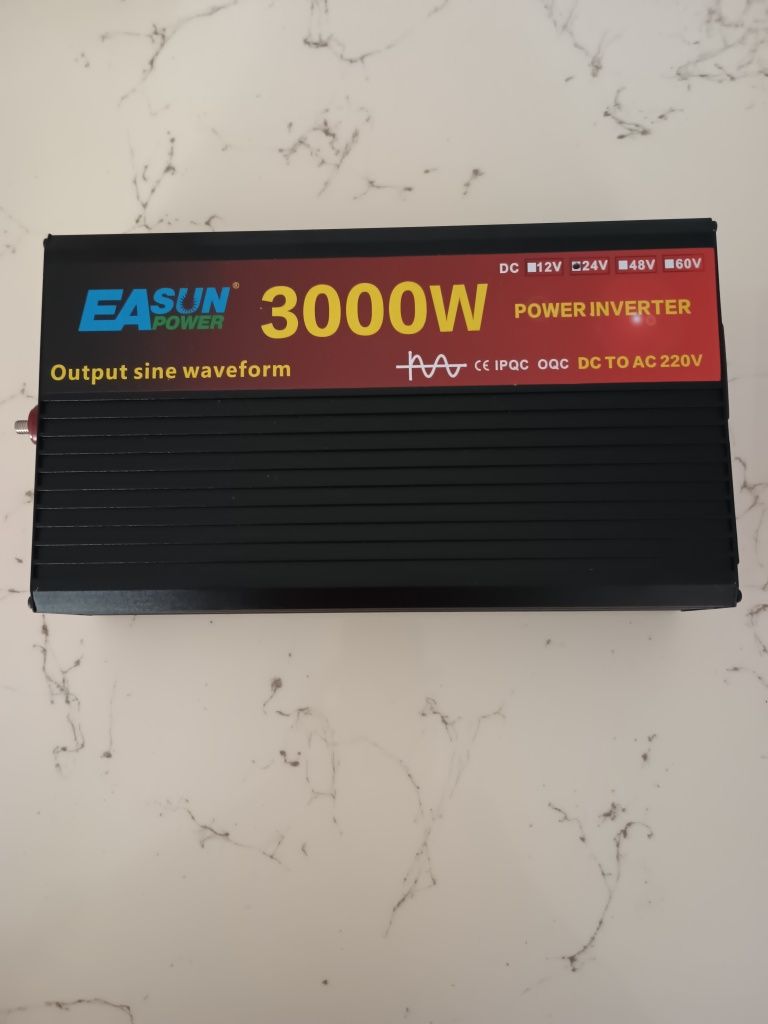 DC 12V 24V 48V 60V
EASUN POWER®
3000W
POWER INVERTER
Output sine waveform
CE IPQC OQC DC TO AC 220V